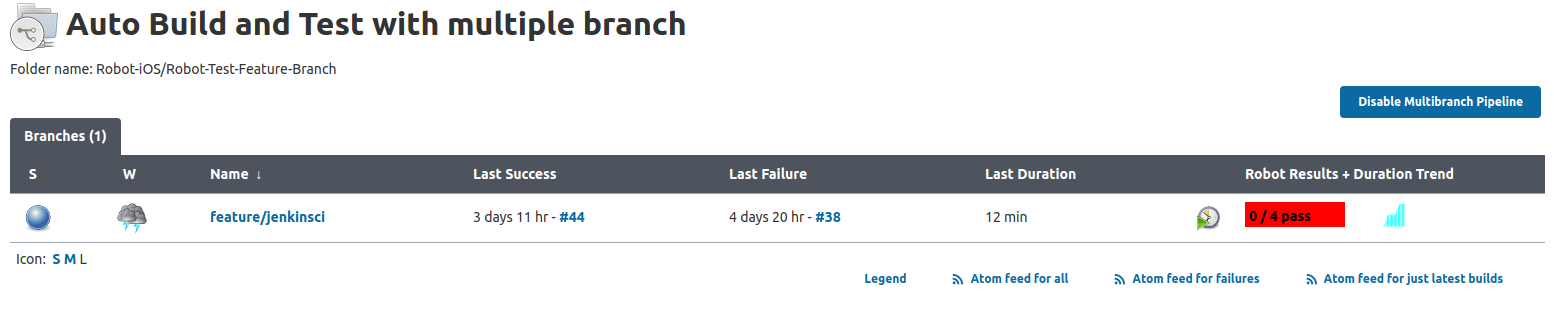 Auto Build and Test with multiple branch
Folder name: Robot-iOS/Robot-Test-Feature-Branch
Disable Multibranch Pipeline
Branches (1)
S W Name ↓ Last Success Last Failure Last Duration Robot Results + Duration Trend
feature/jenkinsci 3 days 11 hr - #44 4 days 20 hr - #38 12 min 0 / 4 pass
Icon: S M L
Legend Atom feed for all Atom feed for failures Atom feed for just latest builds